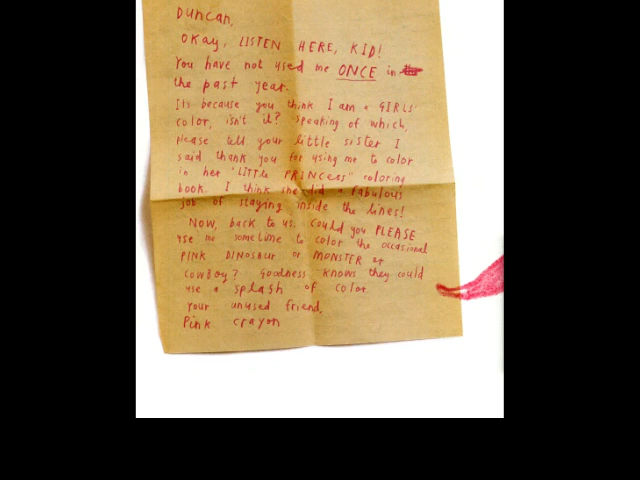 Duncan,
Okay, LISTEN HERE, KID!
You have not used me ONCE in
the past year.
Its because you think I am a GIRLS'
color, isn't it? Speaking of which,
please tell your little sister I
said thank you for using me to color
in her "LITTLE PRINCess" coloring
book. I think she did a fabulous
job of staying inside the lines!
Now, back to us. Could you PLEASE
use me sometime to color the occasional
PINK DINOSAUR or MONSTER or
COWBOY? Goodness knows they could
use a splash of color.
Your unused friend,
Pink crayon